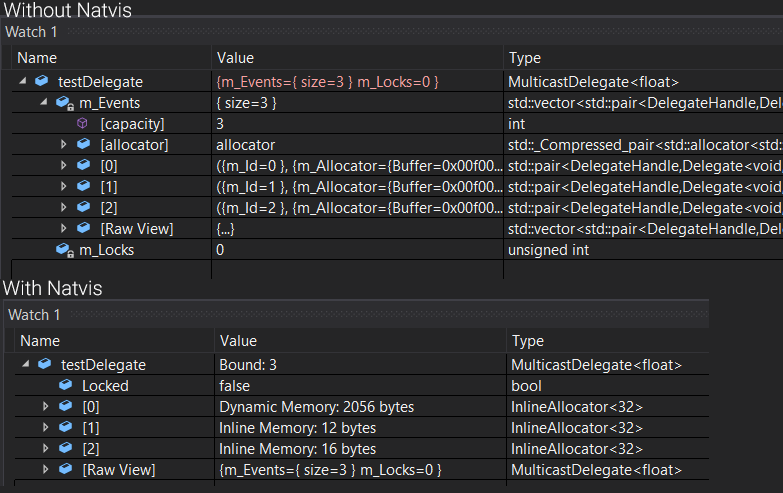 Without Natvis
Watch 1
Name Value Type
testDelegate {m_Events={ size=3 } m_Locks=0 } MulticastDelegate<float>
m_Events { size=3 } std::vector<std::pair<DelegateHandle,Del
[capacity] 3 int
[allocator] allocator std::_Compressed_pair<std::allocator<std
[0] ({m_Id=0 }, {m_Allocator={Buffer=0x00f00... std::pair<DelegateHandle,Delegate<void,
[1] ({m_Id=1 }, {m_Allocator={Buffer=0x00f00... std::pair<DelegateHandle,Delegate<void,
[2] ({m_Id=2 }, {m_Allocator={Buffer=0x00f00... std::pair<DelegateHandle,Delegate<void,
[Raw View] {...} std::vector<std::pair<DelegateHandle,Del
m_Locks 0 unsigned int
With Natvis
Watch 1
Name Value Type
testDelegate Bound: 3 MulticastDelegate<float>
Locked false bool
[0] Dynamic Memory: 2056 bytes InlineAllocator<32>
[1] Inline Memory: 12 bytes InlineAllocator<32>
[2] Inline Memory: 16 bytes InlineAllocator<32>
[Raw View] {m_Events={ size=3 } m_Locks=0 } MulticastDelegate<float>